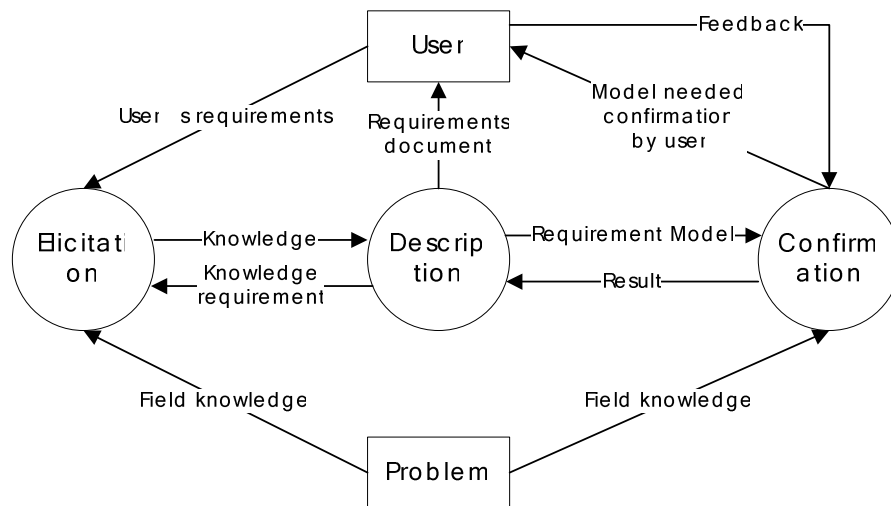 User
Feedback
User s requirements
Requirements
document
Model needed
confirmation
by user
Elicitati
on
Knowledge
Knowledge
requirement
Descrip
tion
Requirement Model
Result
Confirm
ation
Field knowledge
Field knowledge
Problem